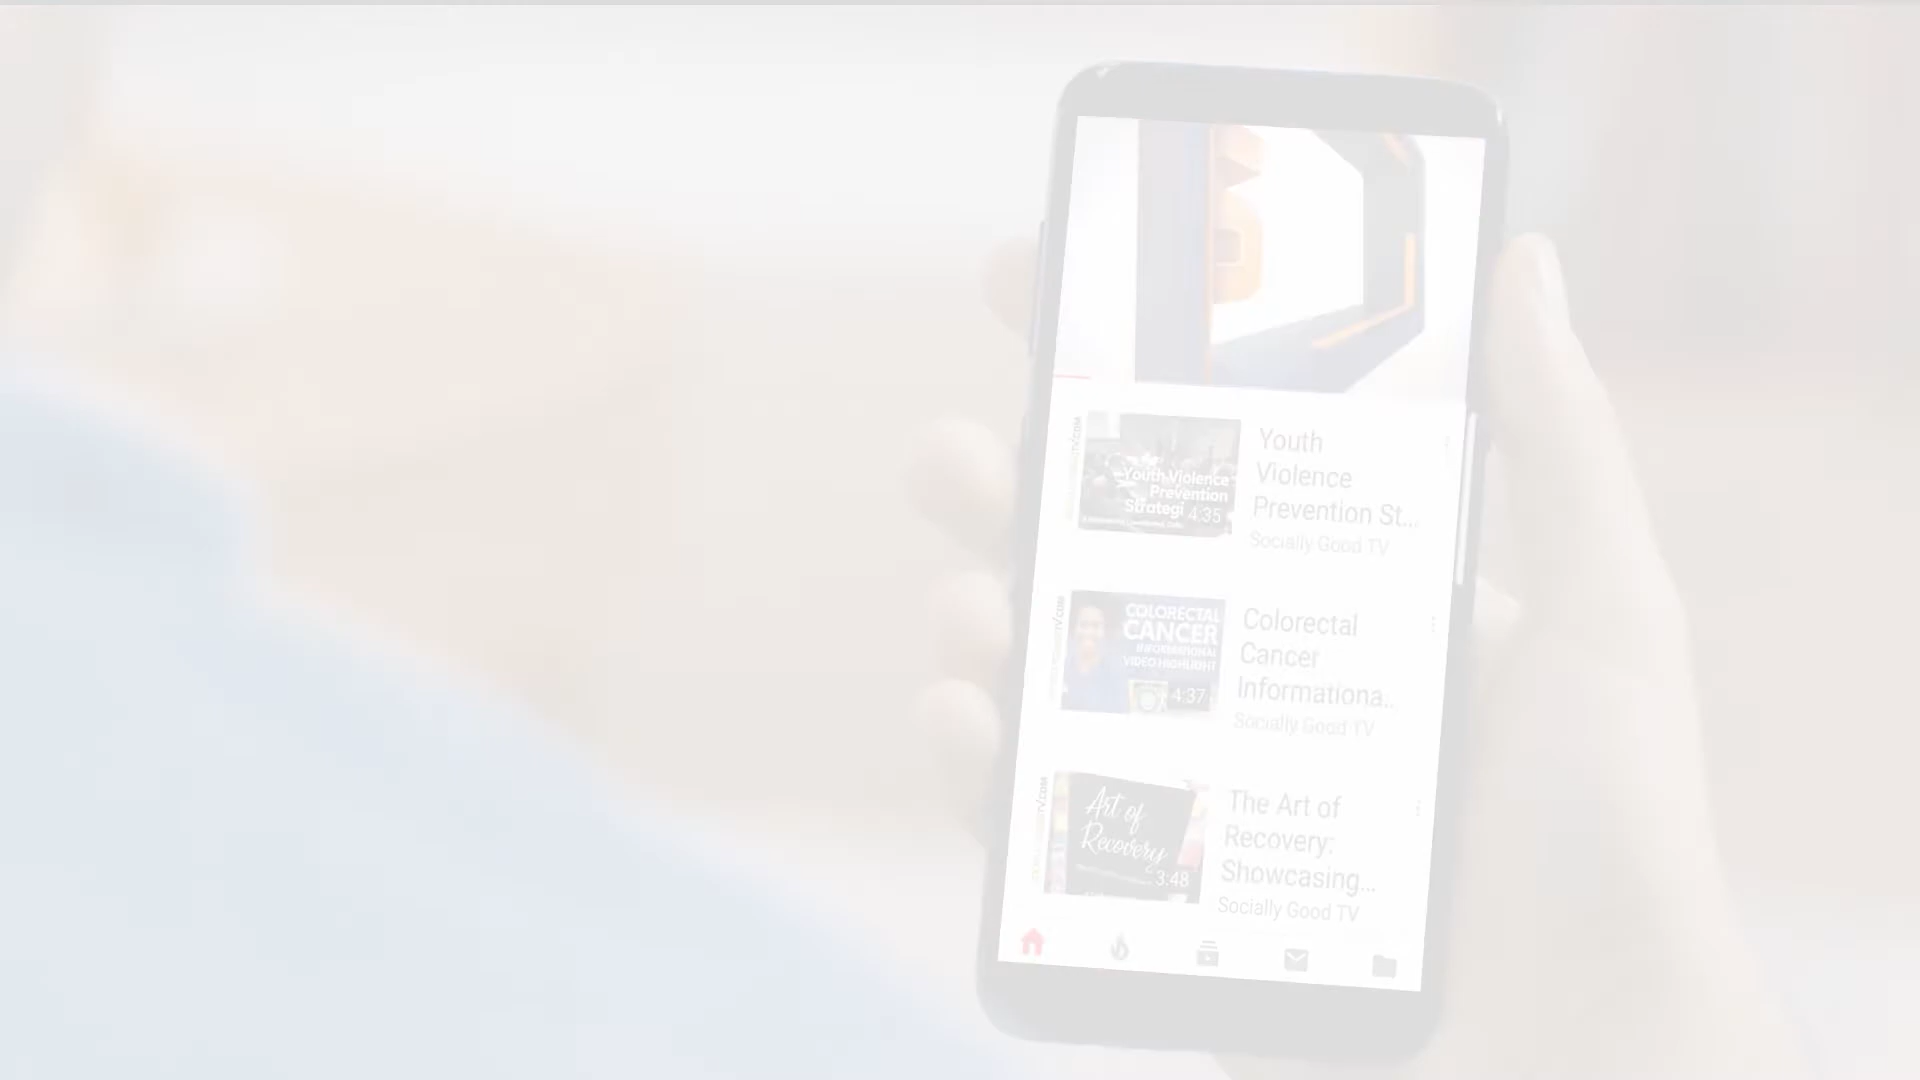 Youth Violence
Prevention
Strategi
4:35
Youth
Violence
Prevention St...
Socially Good TV
COLORECTAL
CANCER
INFORMATIONAL
VIDEO HIGHLIGHT
4:37
Colorectal
Cancer
Informationa...
Socially Good TV
Art of
Recovery
3:48
The Art of
Recovery:
Showcasing...
Socially Good TV